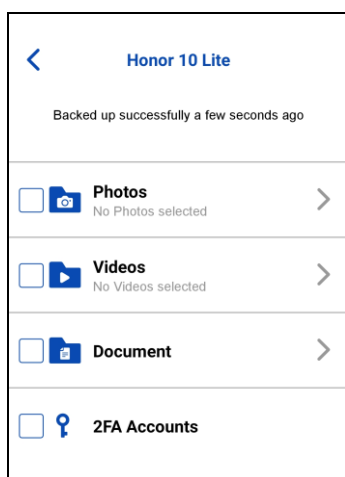 Honor 10 Lite
Backed up successfully a few seconds ago
Photos
No Photos selected
Videos
No Videos selected
Document
2FA Accounts